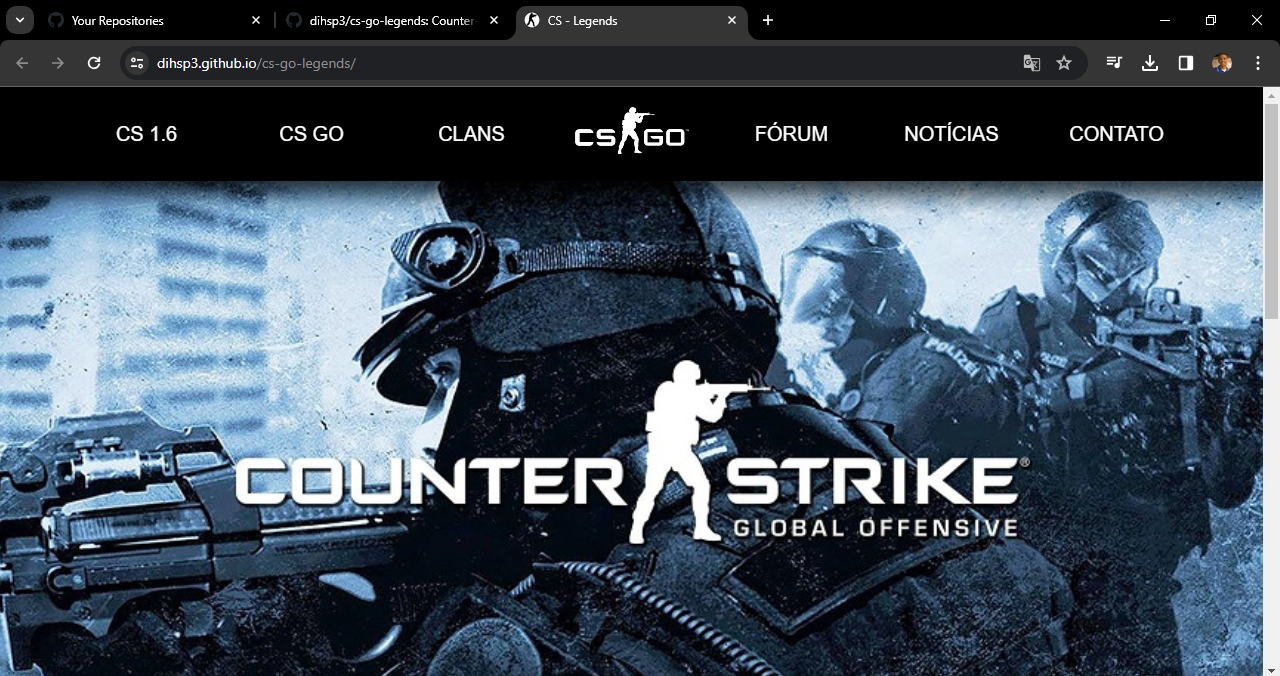 Your Repositories
dihsp3/cs-go-legends: Counter
CS - Legends
dihsp3.github.io/cs-go-legends/
CS 1.6
CS GO
CLANS
CS GO
FÓRUM
NOTÍCIAS
CONTATO
POLIZEI
COUNTER STRIKE®
GLOBAL OFFENSIVE